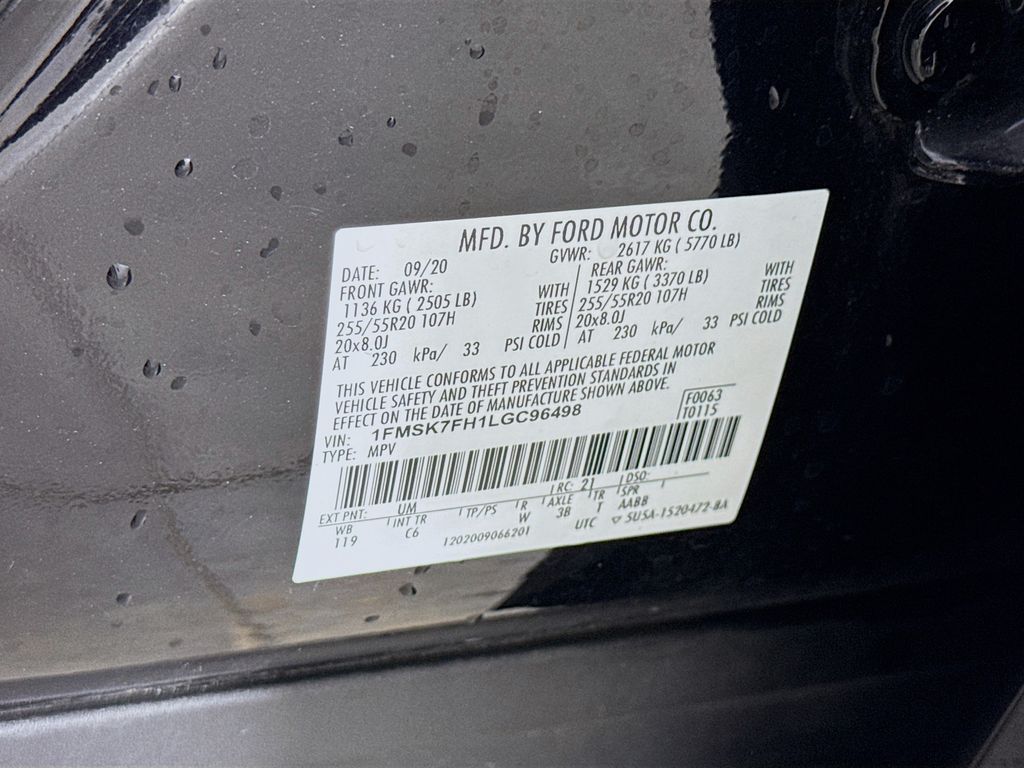 MFD. BY FORD MOTOR CO.
DATE: 09/20 GVWR: 2617 KG ( 5770 LB)
FRONT GAWR: REAR GAWR:
1136 KG ( 2505 LB) WITH 1529 KG ( 3370 LB) WITH
255/55R20 107H TIRES 255/55R20 107H TIRES
20x8.0J RIMS 20x8.0J RIMS
AT 230 kPa/ 33 PSI COLD AT 230 kPa/ 33 PSI COLD
THIS VEHICLE CONFORMS TO ALL APPLICABLE FEDERAL MOTOR
VEHICLE SAFETY AND THEFT PREVENTION STANDARDS IN
EFFECT ON THE DATE OF MANUFACTURE SHOWN ABOVE.
VIN: 1FMSK7FH1LGC96498 F0063
TYPE: MPV T0115
EXT PNT: UM RC: 21 DSO:
WB INT TR TP/PS R AXLE TR SPR
119 C6 W 3B T AABB
1202009066201 UTC ▽ SU5A-1520472-BA